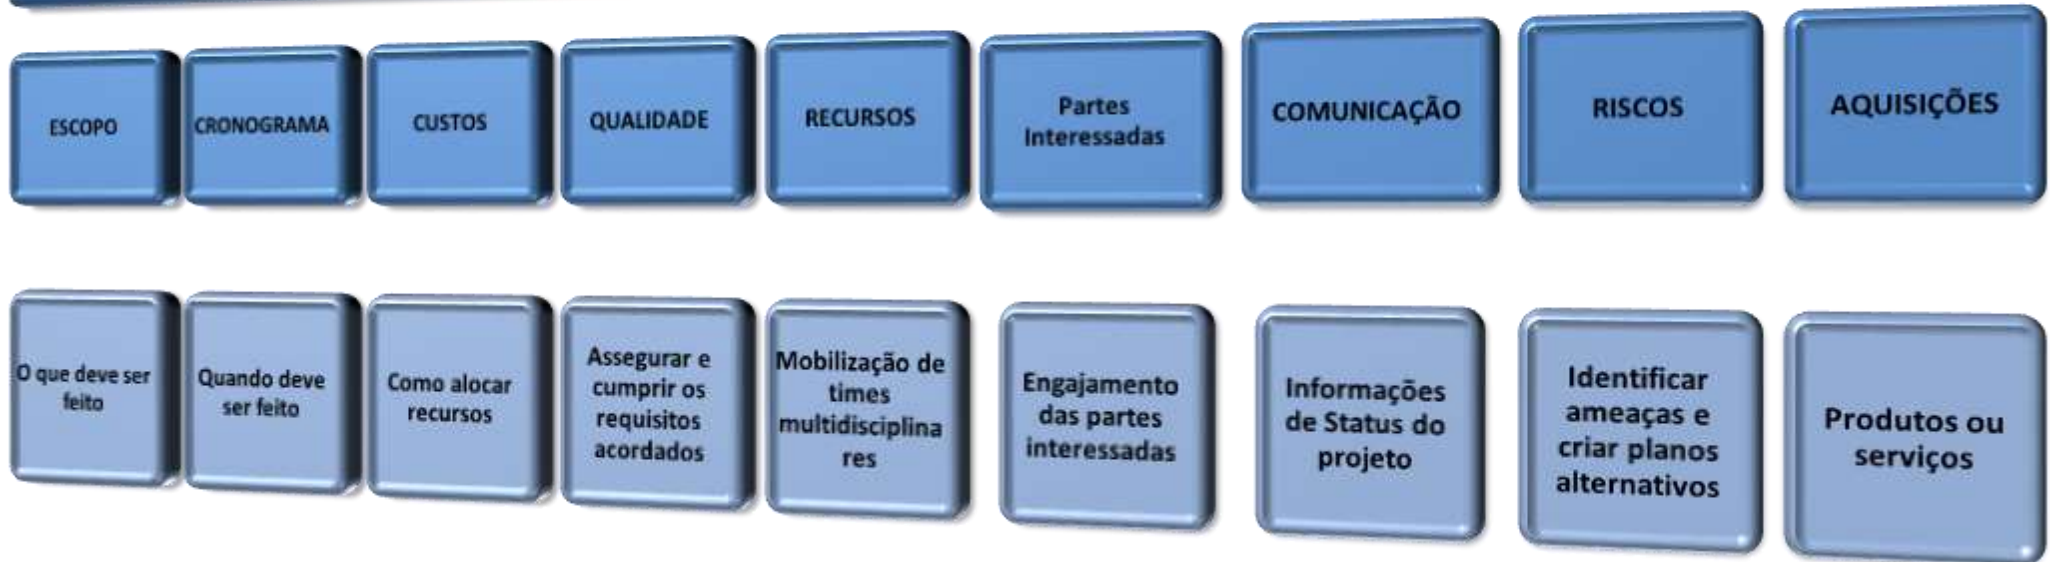 ESCOPO
CRONOGRAMA
CUSTOS
QUALIDADE
RECURSOS
Partes
Interessadas
COMUNICAÇÃO
RISCOS
AQUISIÇÕES
O que deve ser
feito
Quando deve
ser feito
Como alocar
recursos
Assegurar e
cumprir os
requisitos
acordados
Mobilização de
times
multidisciplina
res
Engajamento
das partes
interessadas
Informações
de Status do
projeto
Identificar
ameaças e
criar planos
alternativos
Produtos ou
serviços